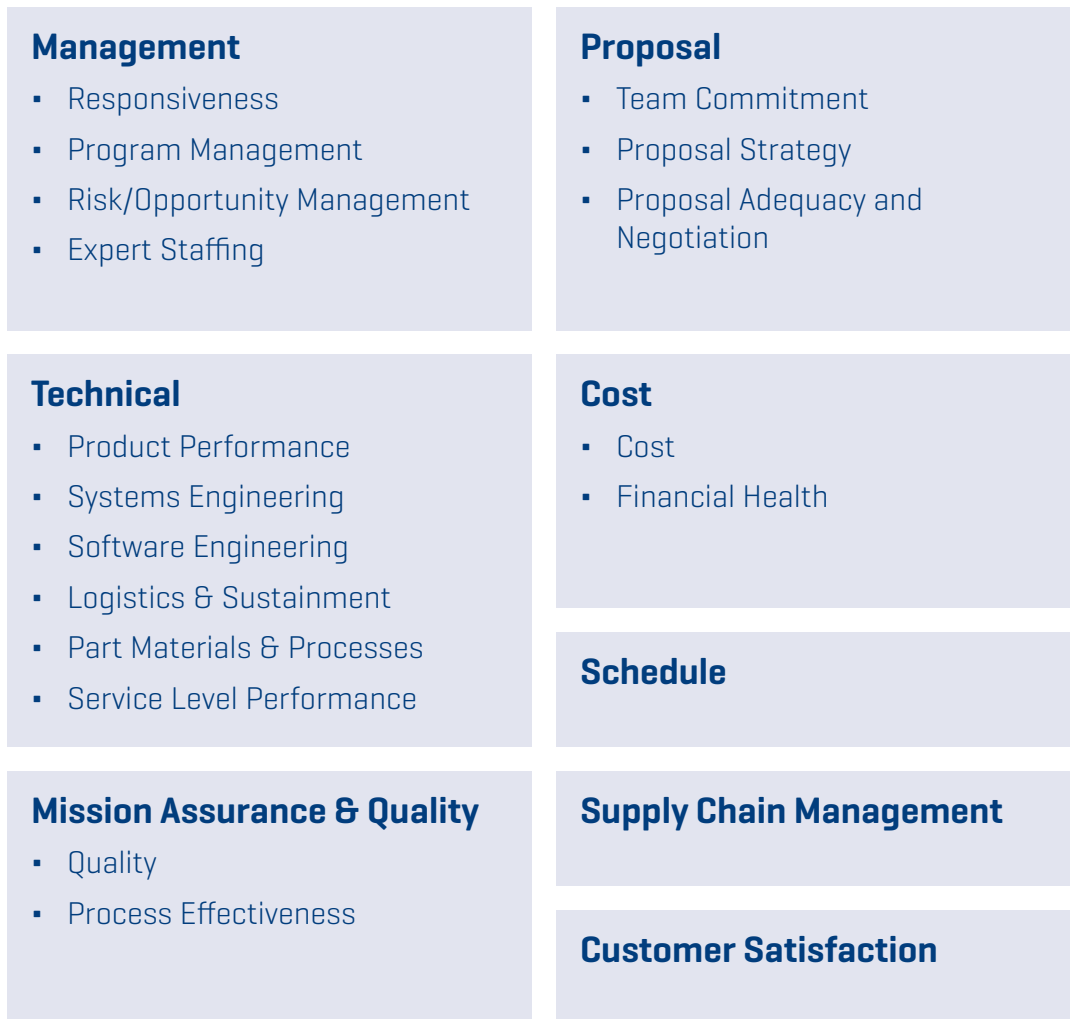 Management
▪ Responsiveness
▪ Program Management
▪ Risk/Opportunity Management
▪ Expert Staffing
Proposal
▪ Team Commitment
▪ Proposal Strategy
▪ Proposal Adequacy and
Negotiation
Technical
▪ Product Performance
▪ Systems Engineering
▪ Software Engineering
▪ Logistics & Sustainment
▪ Part Materials & Processes
▪ Service Level Performance
Cost
▪ Cost
▪ Financial Health
Schedule
Mission Assurance & Quality
▪ Quality
▪ Process Effectiveness
Supply Chain Management
Customer Satisfaction